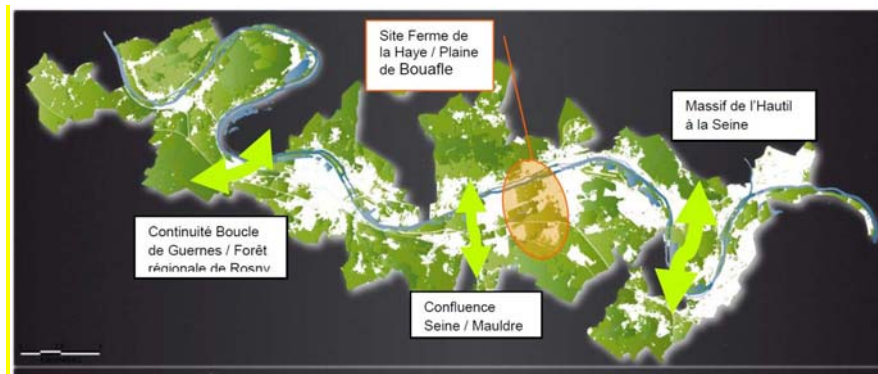 Site Ferme de
la Haye / Plaine
de Bouafle
Massif de l'Hautil
à la Seine
Continuité Boucle
de Guernes / Forêt
régionale de Rosny
Confluence
Seine / Mauldre